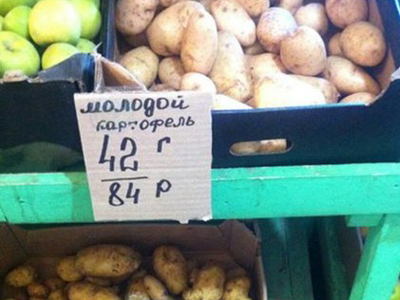 молодой
картофель
42 г
84 р